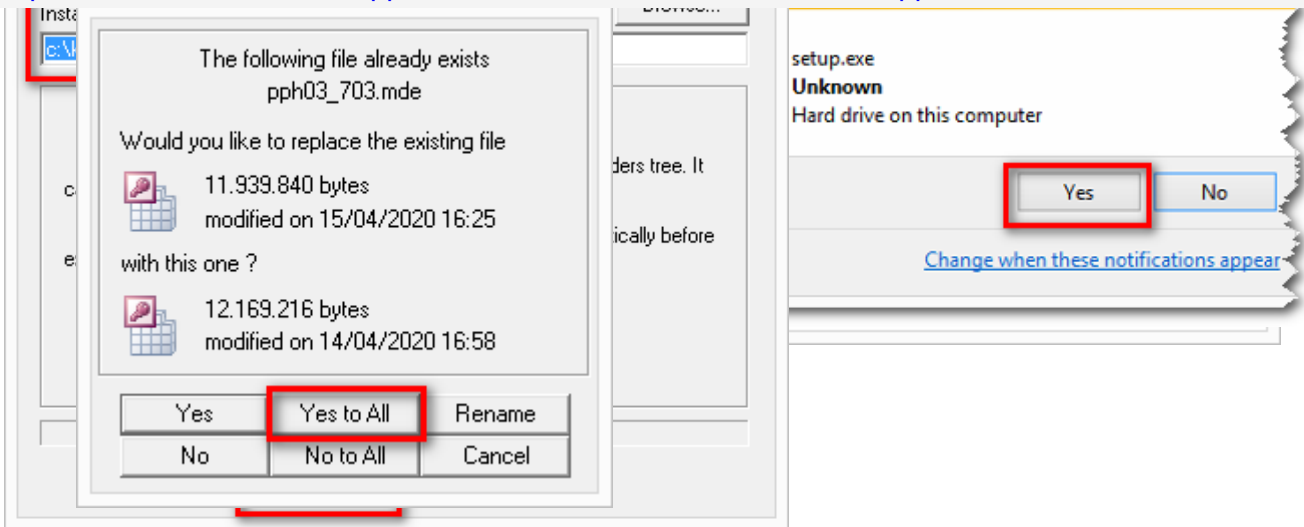 Insta
The following file already exists
pph03_703.mde
Would you like to replace the existing file
11.939.840 bytes
modified on 15/04/2020 16:25
with this one ?
12.169.216 bytes
modified on 14/04/2020 16:58
Yes
Yes to All
Rename
No
No to All
Cancel
Browse...
c:\k
ders tree. It
ically before
setup.exe
Unknown
Hard drive on this computer
Yes
No
Change when these notifications appear